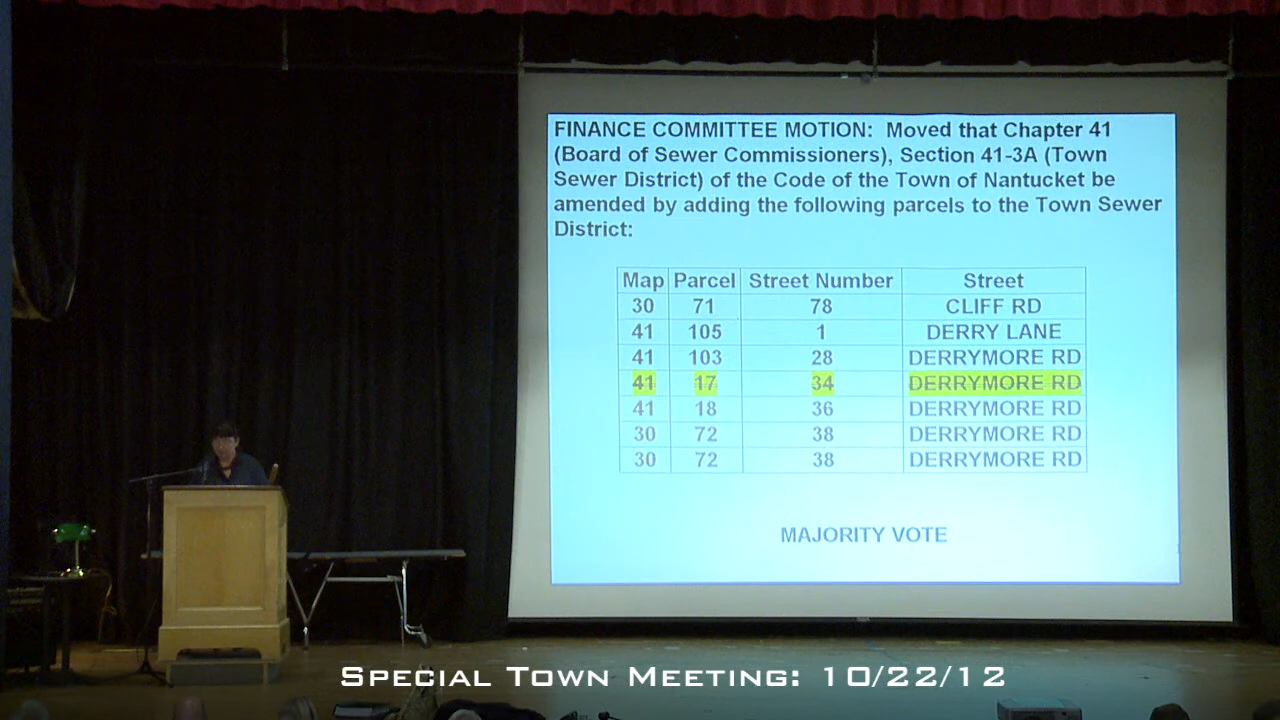 FINANCE COMMITTEE MOTION: Moved that Chapter 41
(Board of Sewer Commissioners), Section 41-3A (Town
Sewer District) of the Code of the Town of Nantucket be
amended by adding the following parcels to the Town Sewer
District:
Map Parcel Street Number Street
30 71 78 CLIFF RD
41 105 1 DERRY LANE
41 103 28 DERRYMORE RD
41 17 34 DERRYMORE RD
41 18 36 DERRYMORE RD
30 72 38 DERRYMORE RD
30 72 38 DERRYMORE RD
MAJORITY VOTE
Special Town Meeting: 10/22/12